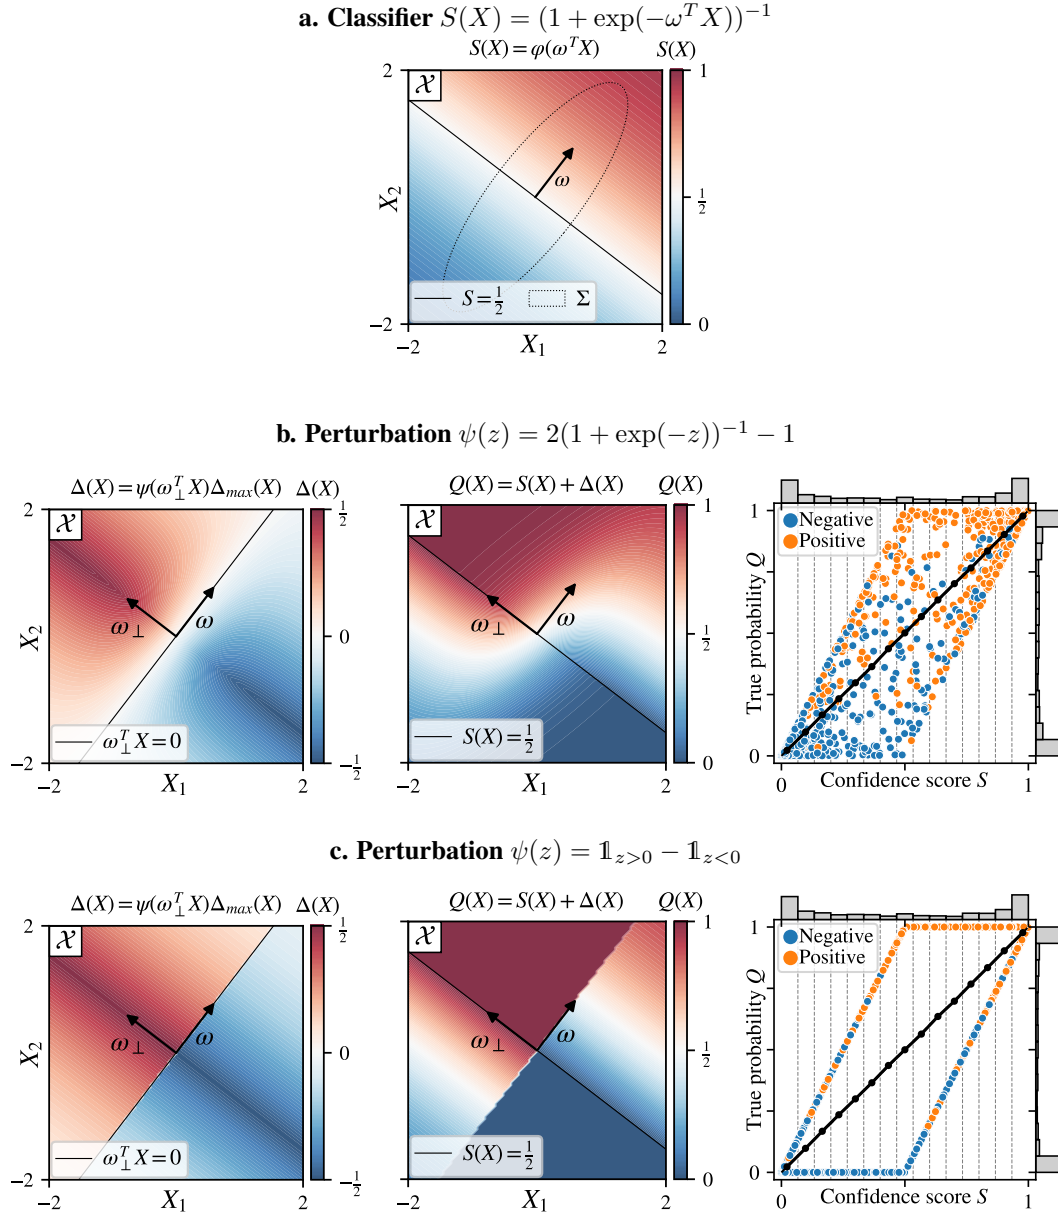 a. Classifier S(X) = (1 + exp(−ω^T X))^{−1}
S(X) = φ(ω^T X)
S(X)
𝒳
2
X_2
−2
−2
X_1
2
ω
S = 1/2
Σ
1
1/2
0
b. Perturbation ψ(z) = 2(1 + exp(−z))^{−1} − 1
Δ(X) = ψ(ω_⊥^T X)Δ_{max}(X)
Δ(X)
𝒳
2
X_2
−2
−2
X_1
2
ω_⊥
ω
ω_⊥^T X = 0
1/2
0
−1/2
Q(X) = S(X) + Δ(X)
Q(X)
𝒳
ω_⊥
ω
S(X) = 1/2
−2
X_1
2
1
1/2
0
Negative
Positive
True probability Q
1
0
0
Confidence score S
1
c. Perturbation ψ(z) = 𝟙_{z>0} − 𝟙_{z<0}
Δ(X) = ψ(ω_⊥^T X)Δ_{max}(X)
Δ(X)
𝒳
2
X_2
−2
−2
X_1
2
ω_⊥
ω
ω_⊥^T X = 0
1/2
0
−1/2
Q(X) = S(X) + Δ(X)
Q(X)
𝒳
ω_⊥
ω
S(X) = 1/2
−2
X_1
2
1
1/2
0
Negative
Positive
True probability Q
1
0
0
Confidence score S
1